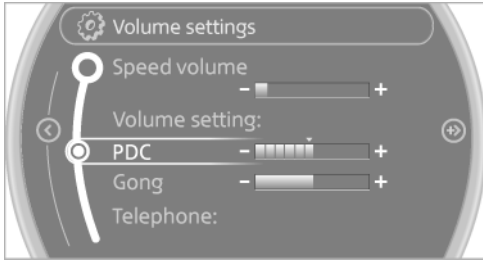 Volume settings
Speed volume
- +
Volume setting:
PDC - +
Gong - +
Telephone: